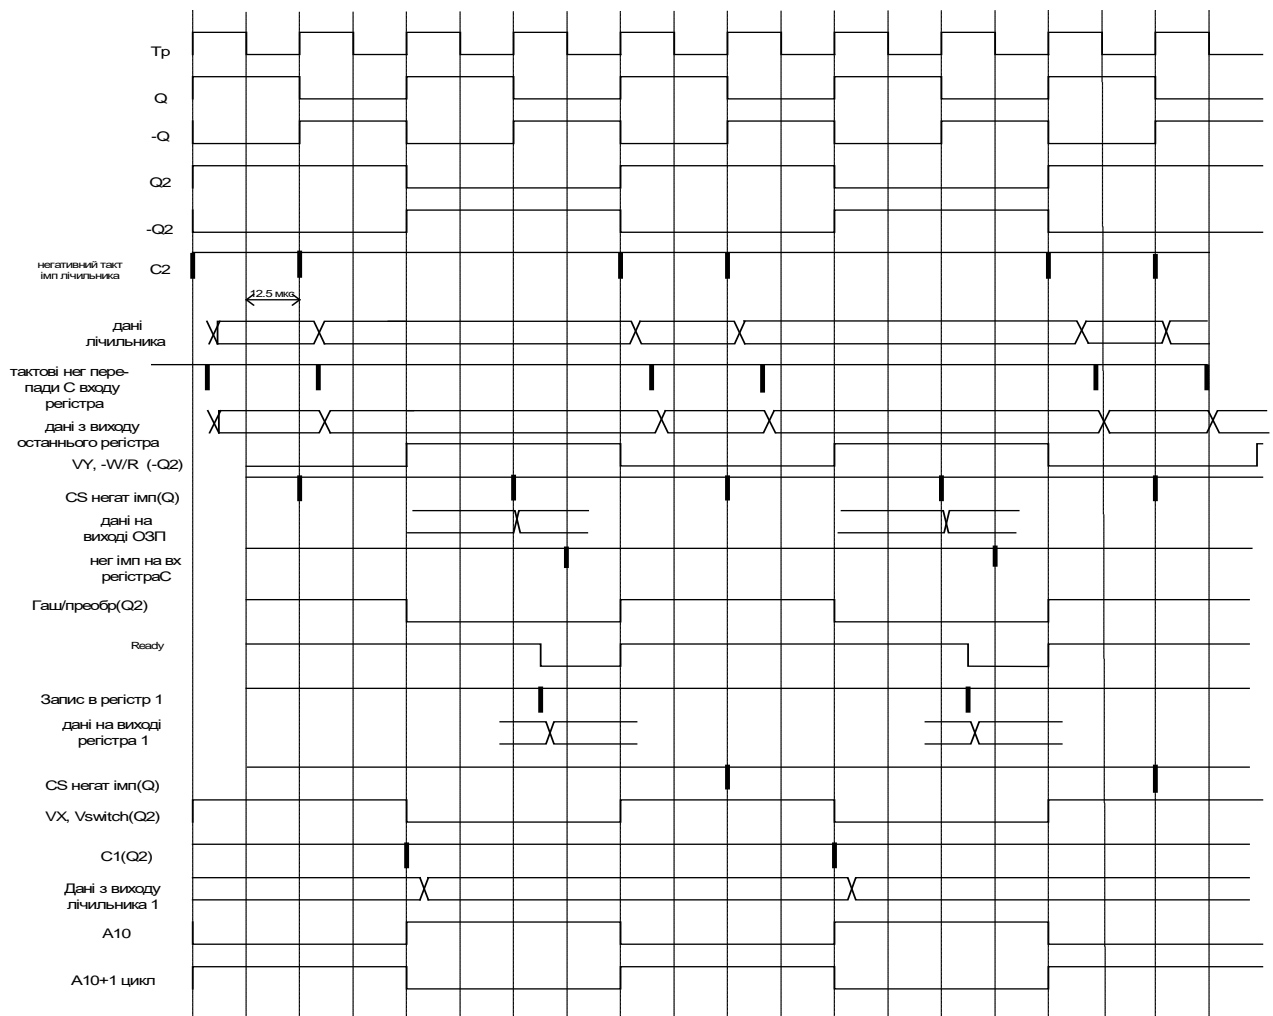 Тр
Q
-Q
Q2
-Q2
негативний такт
імп лічильника
C2
12.5 мкс
дані
лічильника
тактові нег пере-
пади С входу
регістра
дані з виходу
останнього регістра
VY, -W/R (-Q2)
CS негат імп(Q)
дані на
виході ОЗП
нег імп на вх
регістраС
Гаш/преобр(Q2)
Ready
Запис в регістр 1
дані на виході
регістра 1
CS негат імп(Q)
VX, Vswitch(Q2)
C1(Q2)
Дані з виходу
лічильника 1
A10
A10+1 цикл